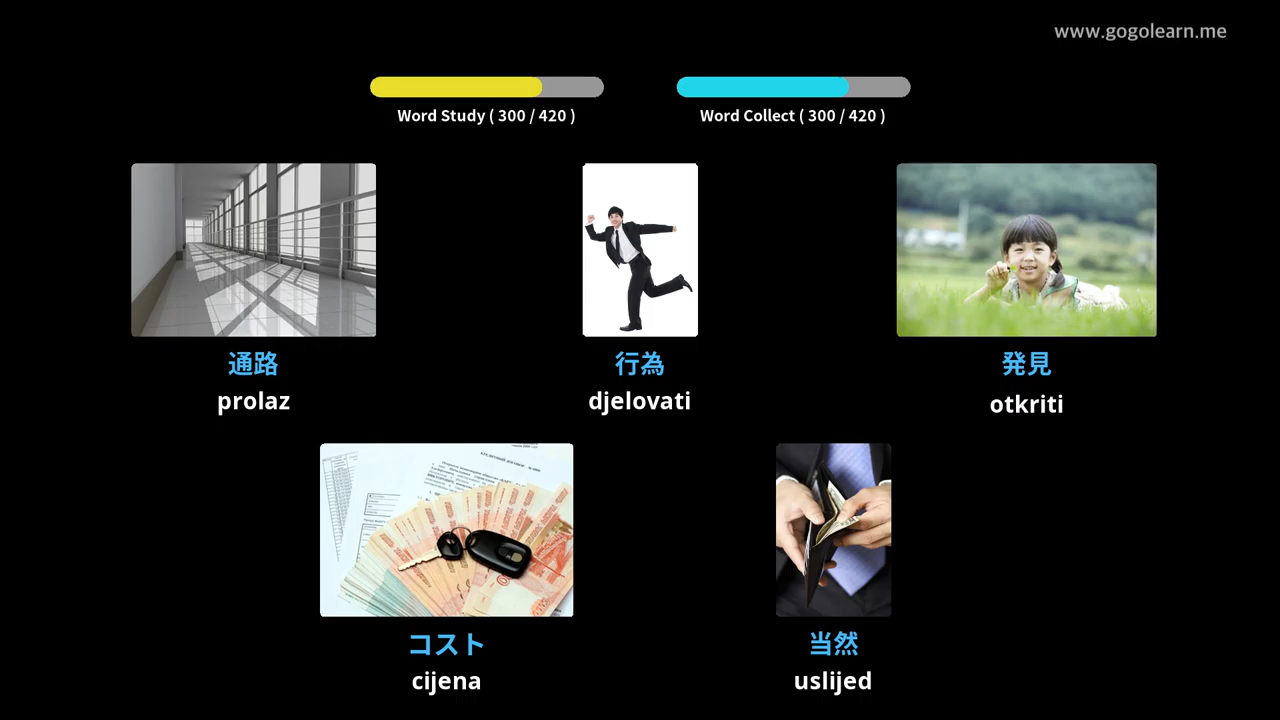 www.gogolearn.me
Word Study ( 300 / 420 )
Word Collect ( 300 / 420 )
通路
prolaz
行為
djelovati
発見
otkriti
コスト
cijena
当然
uslijed